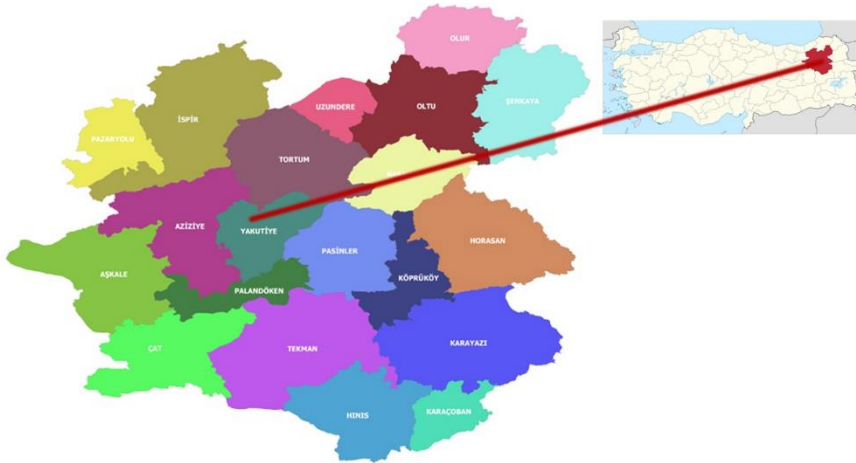 OLUR
UZUNDERE
OLTU
ŞENKAYA
İSPİR
PAZARYOLU
TORTUM
AZİZİYE
YAKUTİYE
PASİNLER
HORASAN
AŞKALE
PALANDÖKEN
KÖPRÜKÖY
ÇAT
TEKMAN
KARAYAZI
HINIS
KARAÇOBAN